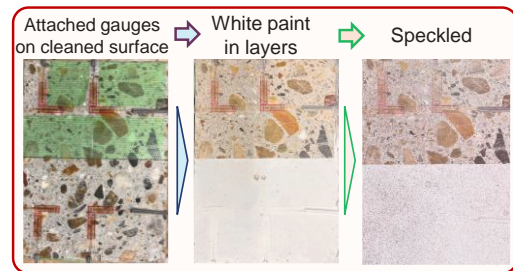 Attached gauges
on cleaned surface
White paint
in layers
Speckled